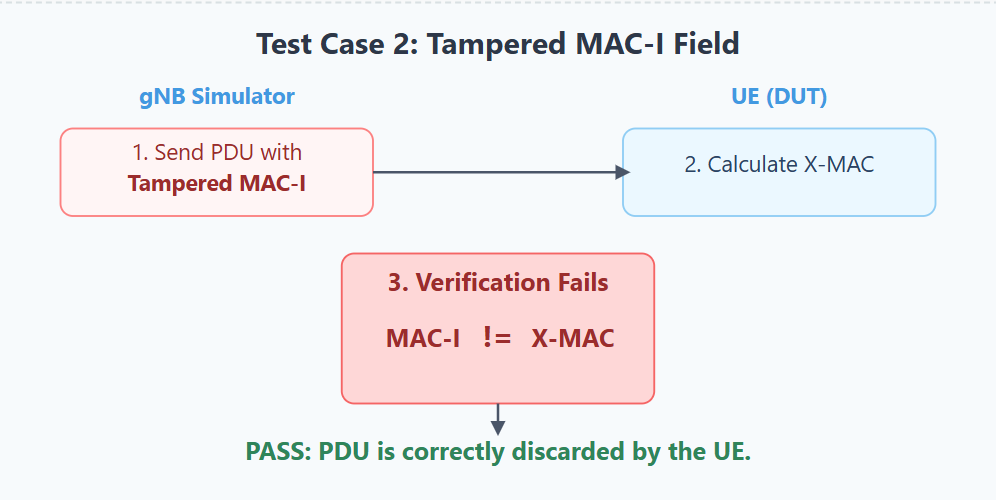 Test Case 2: Tampered MAC-I Field
gNB Simulator
UE (DUT)
1. Send PDU with
Tampered MAC-I
2. Calculate X-MAC
3. Verification Fails
MAC-I != X-MAC
PASS: PDU is correctly discarded by the UE.